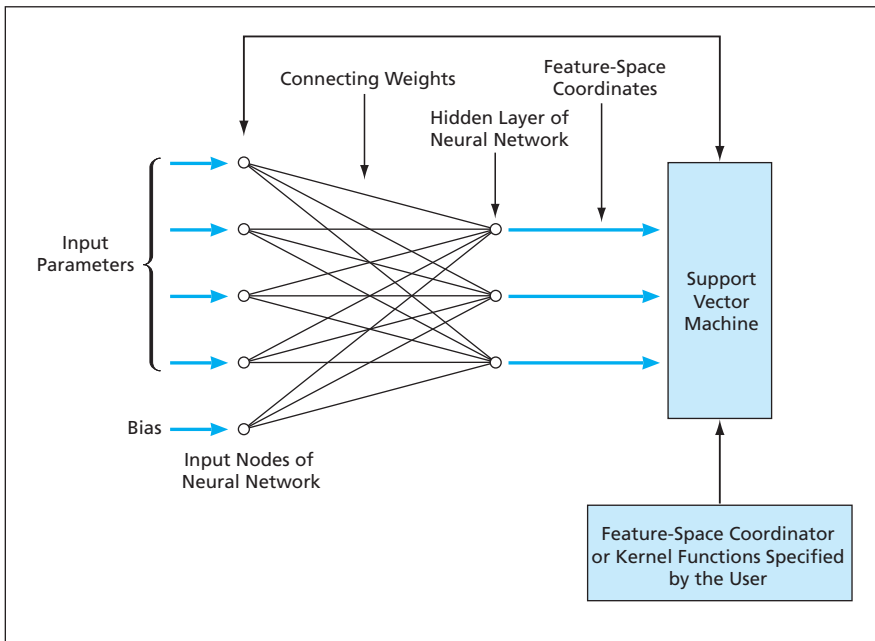 Connecting Weights
Feature-Space
Coordinates
Hidden Layer of
Neural Network
Input
Parameters
Support
Vector
Machine
Bias
Input Nodes of
Neural Network
Feature-Space Coordinator
or Kernel Functions Specified
by the User